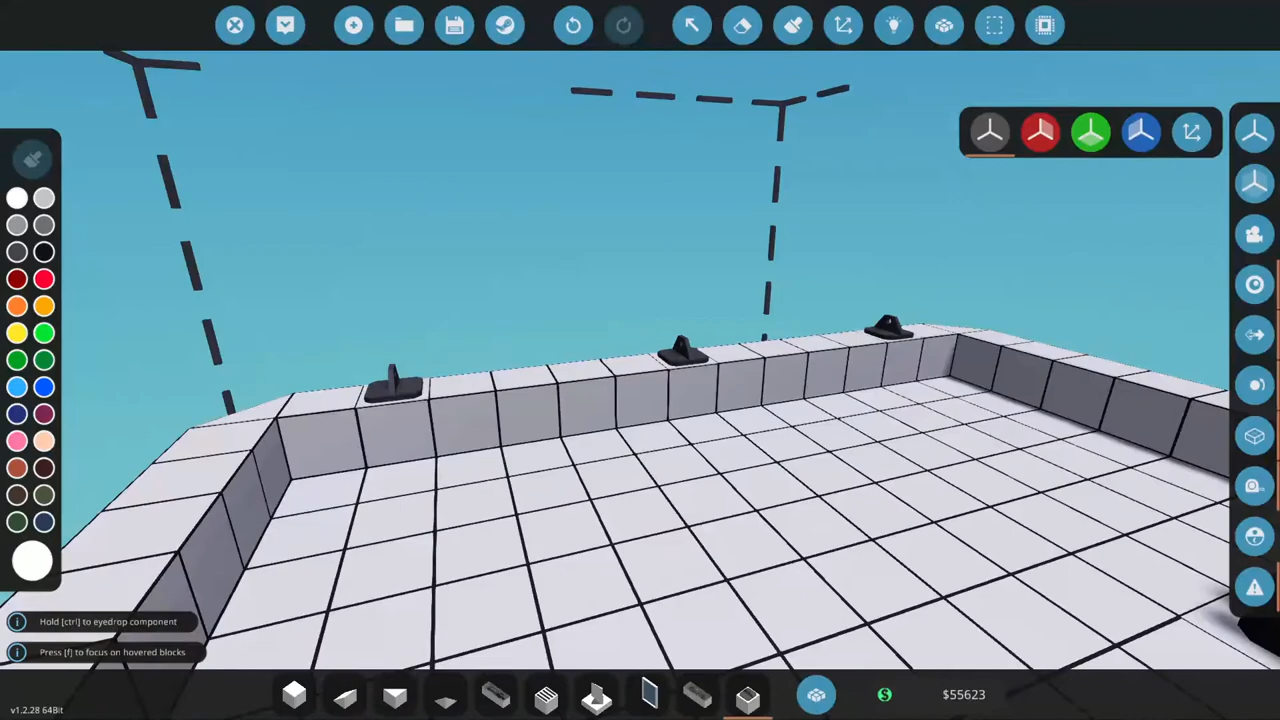 Hold [ctrl] to eyedrop component
Press [f] to focus on hovered blocks
v1.2.28 64Bit
$
$55623